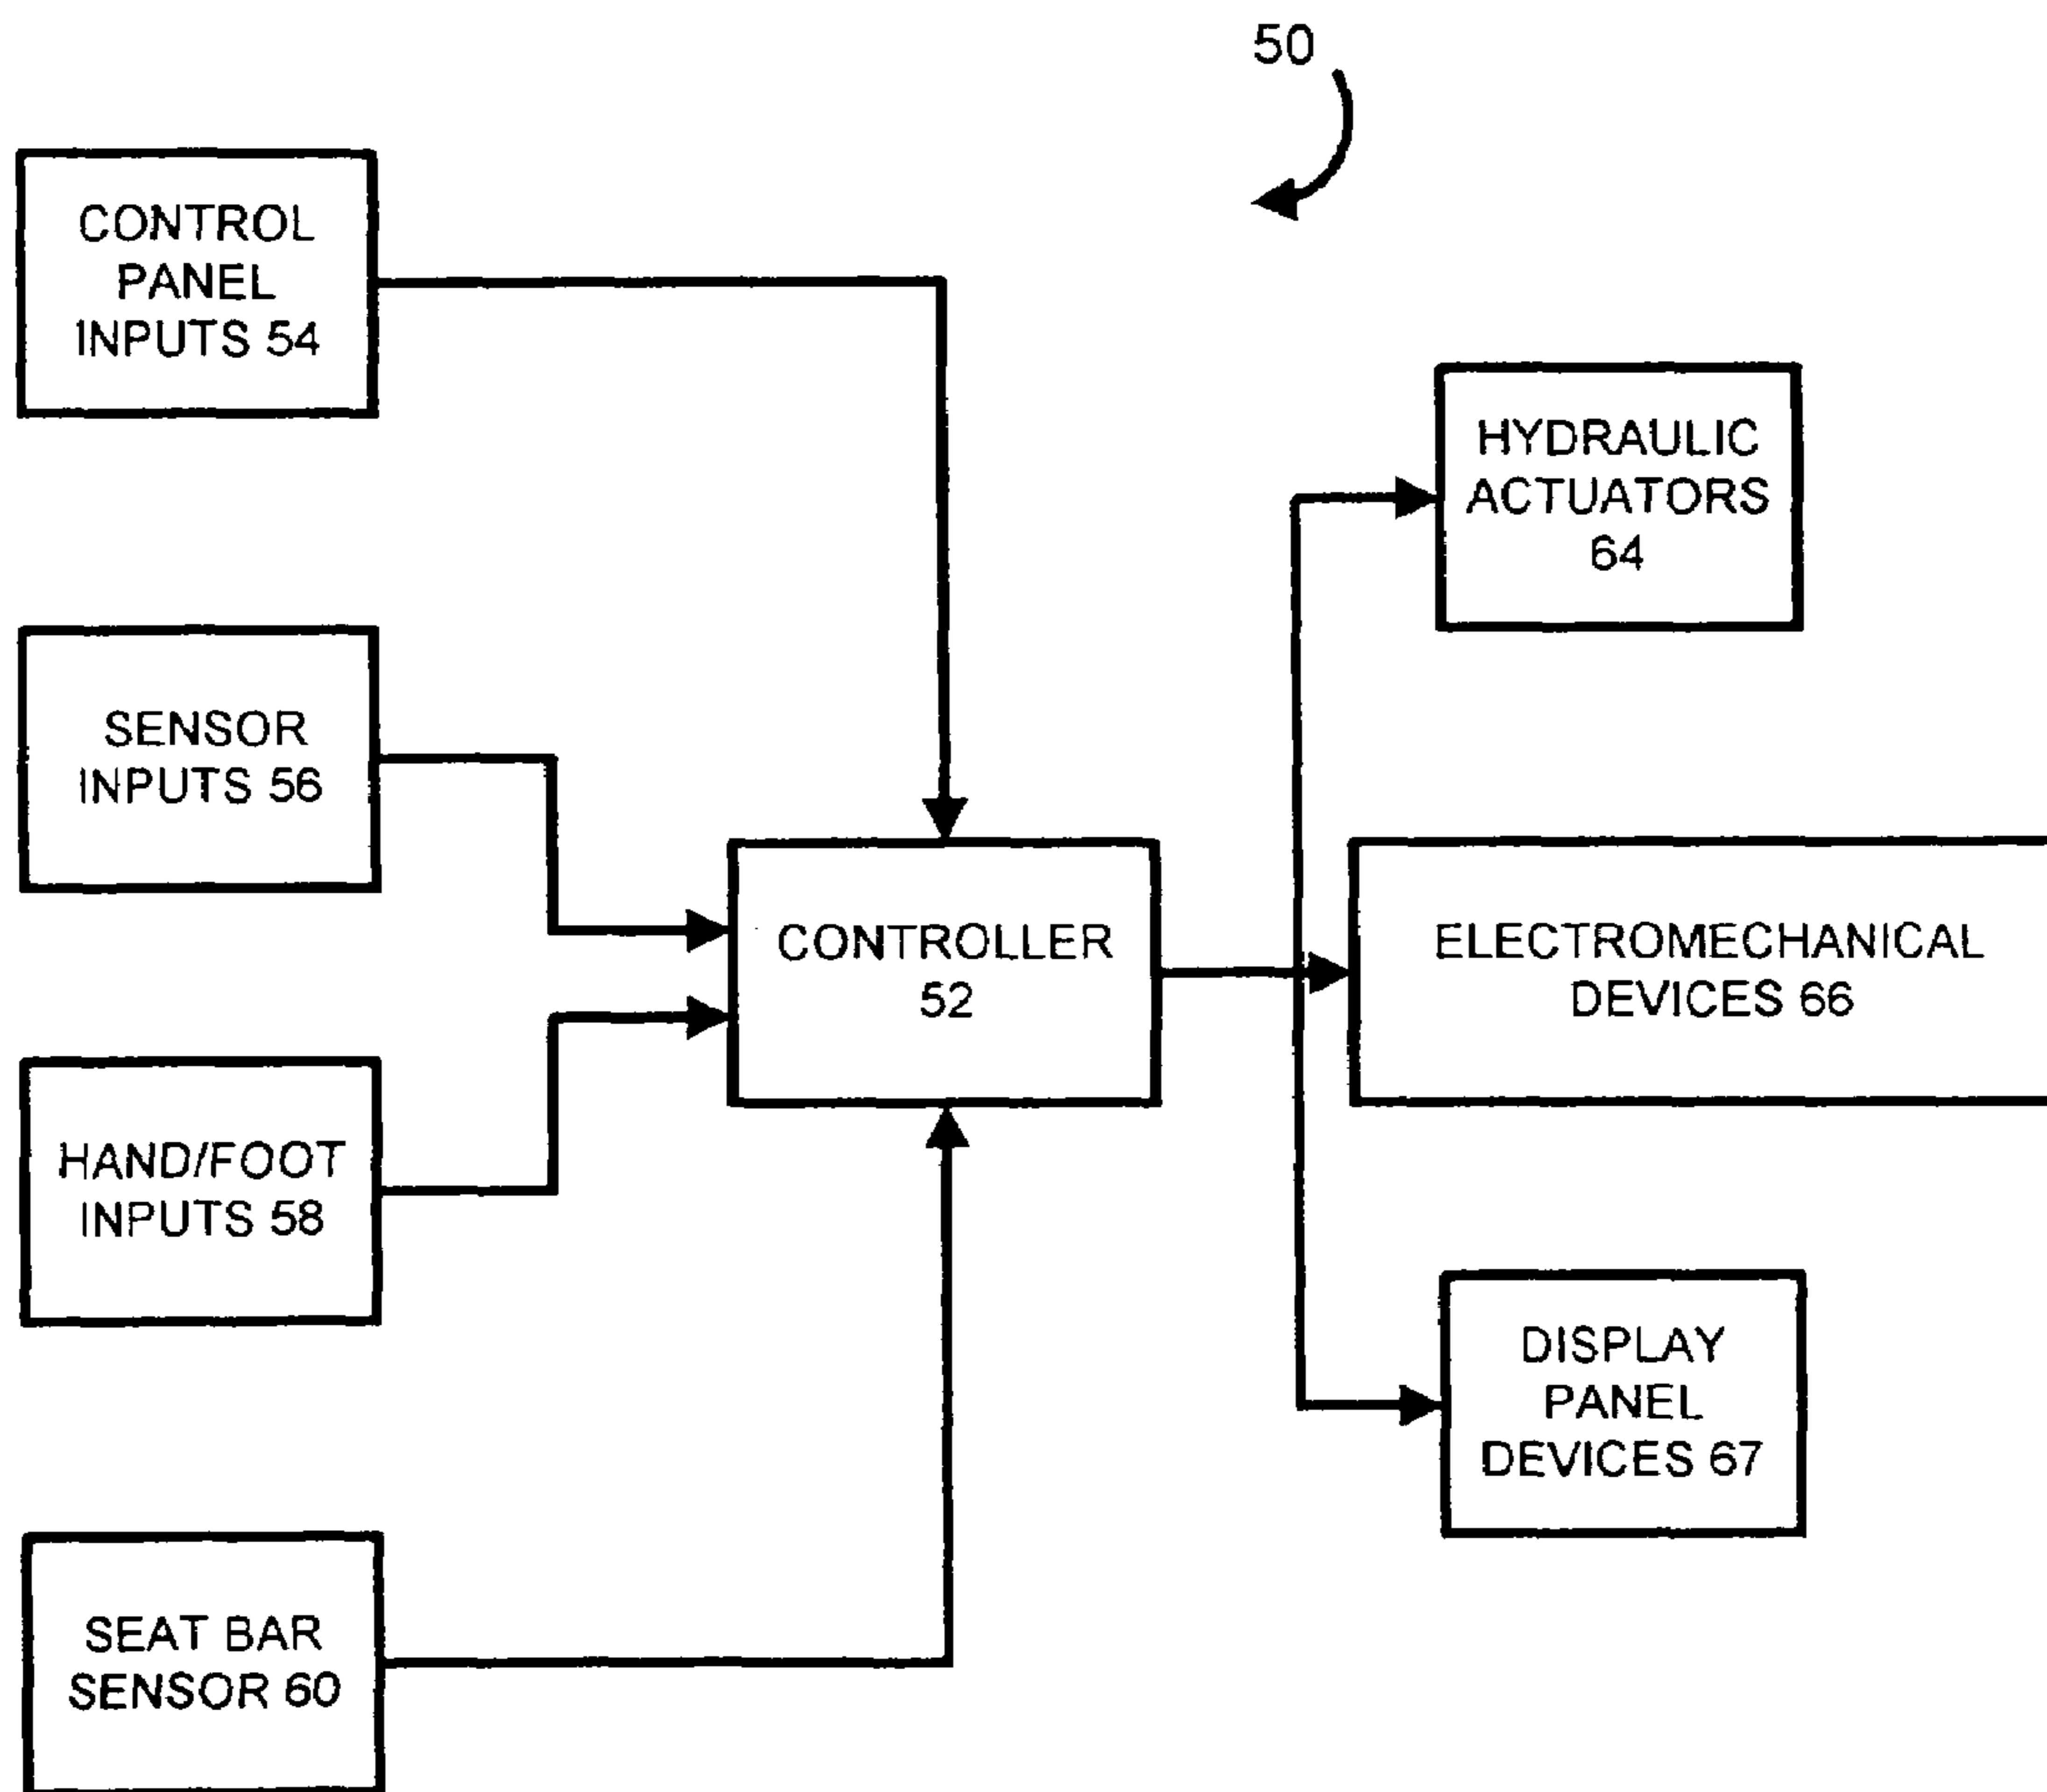 50
CONTROL
PANEL
INPUTS 54
HYDRAULIC
ACTUATORS
64
SENSOR
INPUTS 56
CONTROLLER
52
ELECTROMECHANICAL
DEVICES 66
HAND/FOOT
INPUTS 58
DISPLAY
PANEL
DEVICES 67
SEAT BAR
SENSOR 60